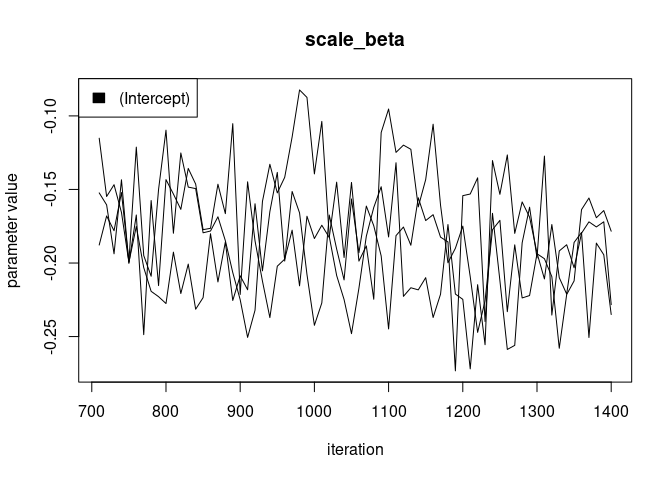 scale_beta
(Intercept)
parameter value
-0.10
-0.15
-0.20
-0.25
700 800 900 1000 1100 1200 1300 1400
iteration